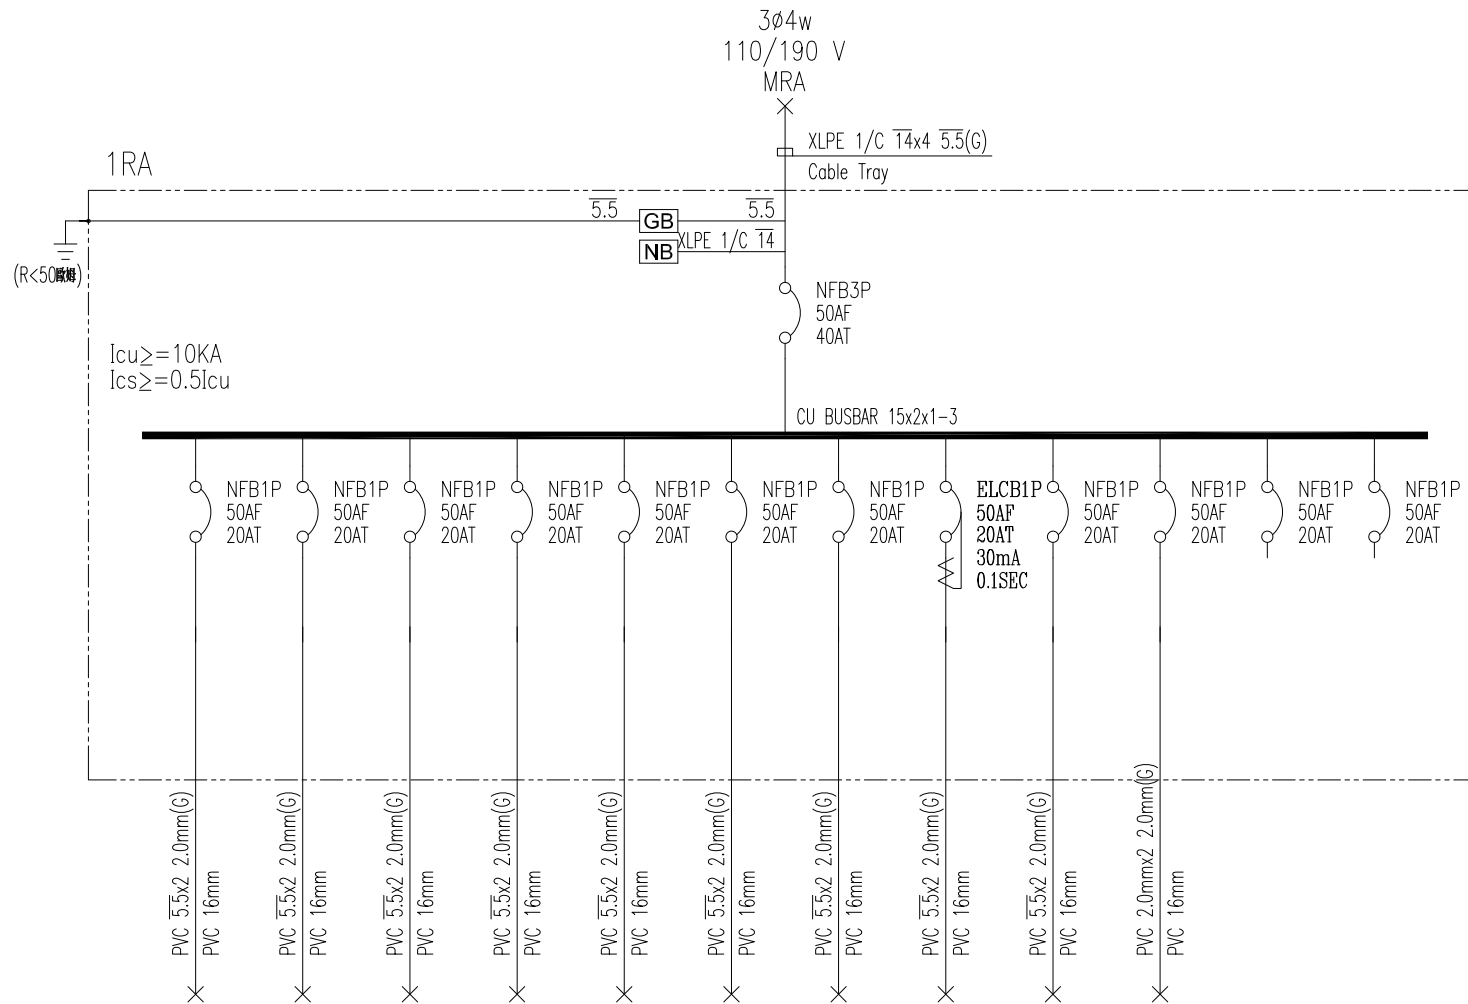 3ø4w
110/190 V
MRA
XLPE 1/C 14x4 5.5(G)
Cable Tray
1RA
5.5
GB
5.5
NB
XLPE 1/C 14
(R<50
NFB3P
50AF
40AT
Icu≥=10KA
Ics≥=0.5Icu
CU BUSBAR 15x2x1-3
NFB1P
50AF
20AT
NFB1P
50AF
20AT
NFB1P
50AF
20AT
NFB1P
50AF
20AT
NFB1P
50AF
20AT
NFB1P
50AF
20AT
NFB1P
50AF
20AT
ELCB1P
50AF
20AT
30mA
0.1SEC
NFB1P
50AF
20AT
NFB1P
50AF
20AT
NFB1P
50AF
20AT
NFB1P
50AF
20AT
PVC 5.5x2 2.0mm(G)
PVC 16mm
PVC 5.5x2 2.0mm(G)
PVC 16mm
PVC 5.5x2 2.0mm(G)
PVC 16mm
PVC 5.5x2 2.0mm(G)
PVC 16mm
PVC 5.5x2 2.0mm(G)
PVC 16mm
PVC 5.5x2 2.0mm(G)
PVC 16mm
PVC 5.5x2 2.0mm(G)
PVC 16mm
PVC 5.5x2 2.0mm(G)
PVC 16mm
PVC 5.5x2 2.0mm(G)
PVC 16mm
PVC 2.0mmx2 2.0mm(G)
PVC 16mm